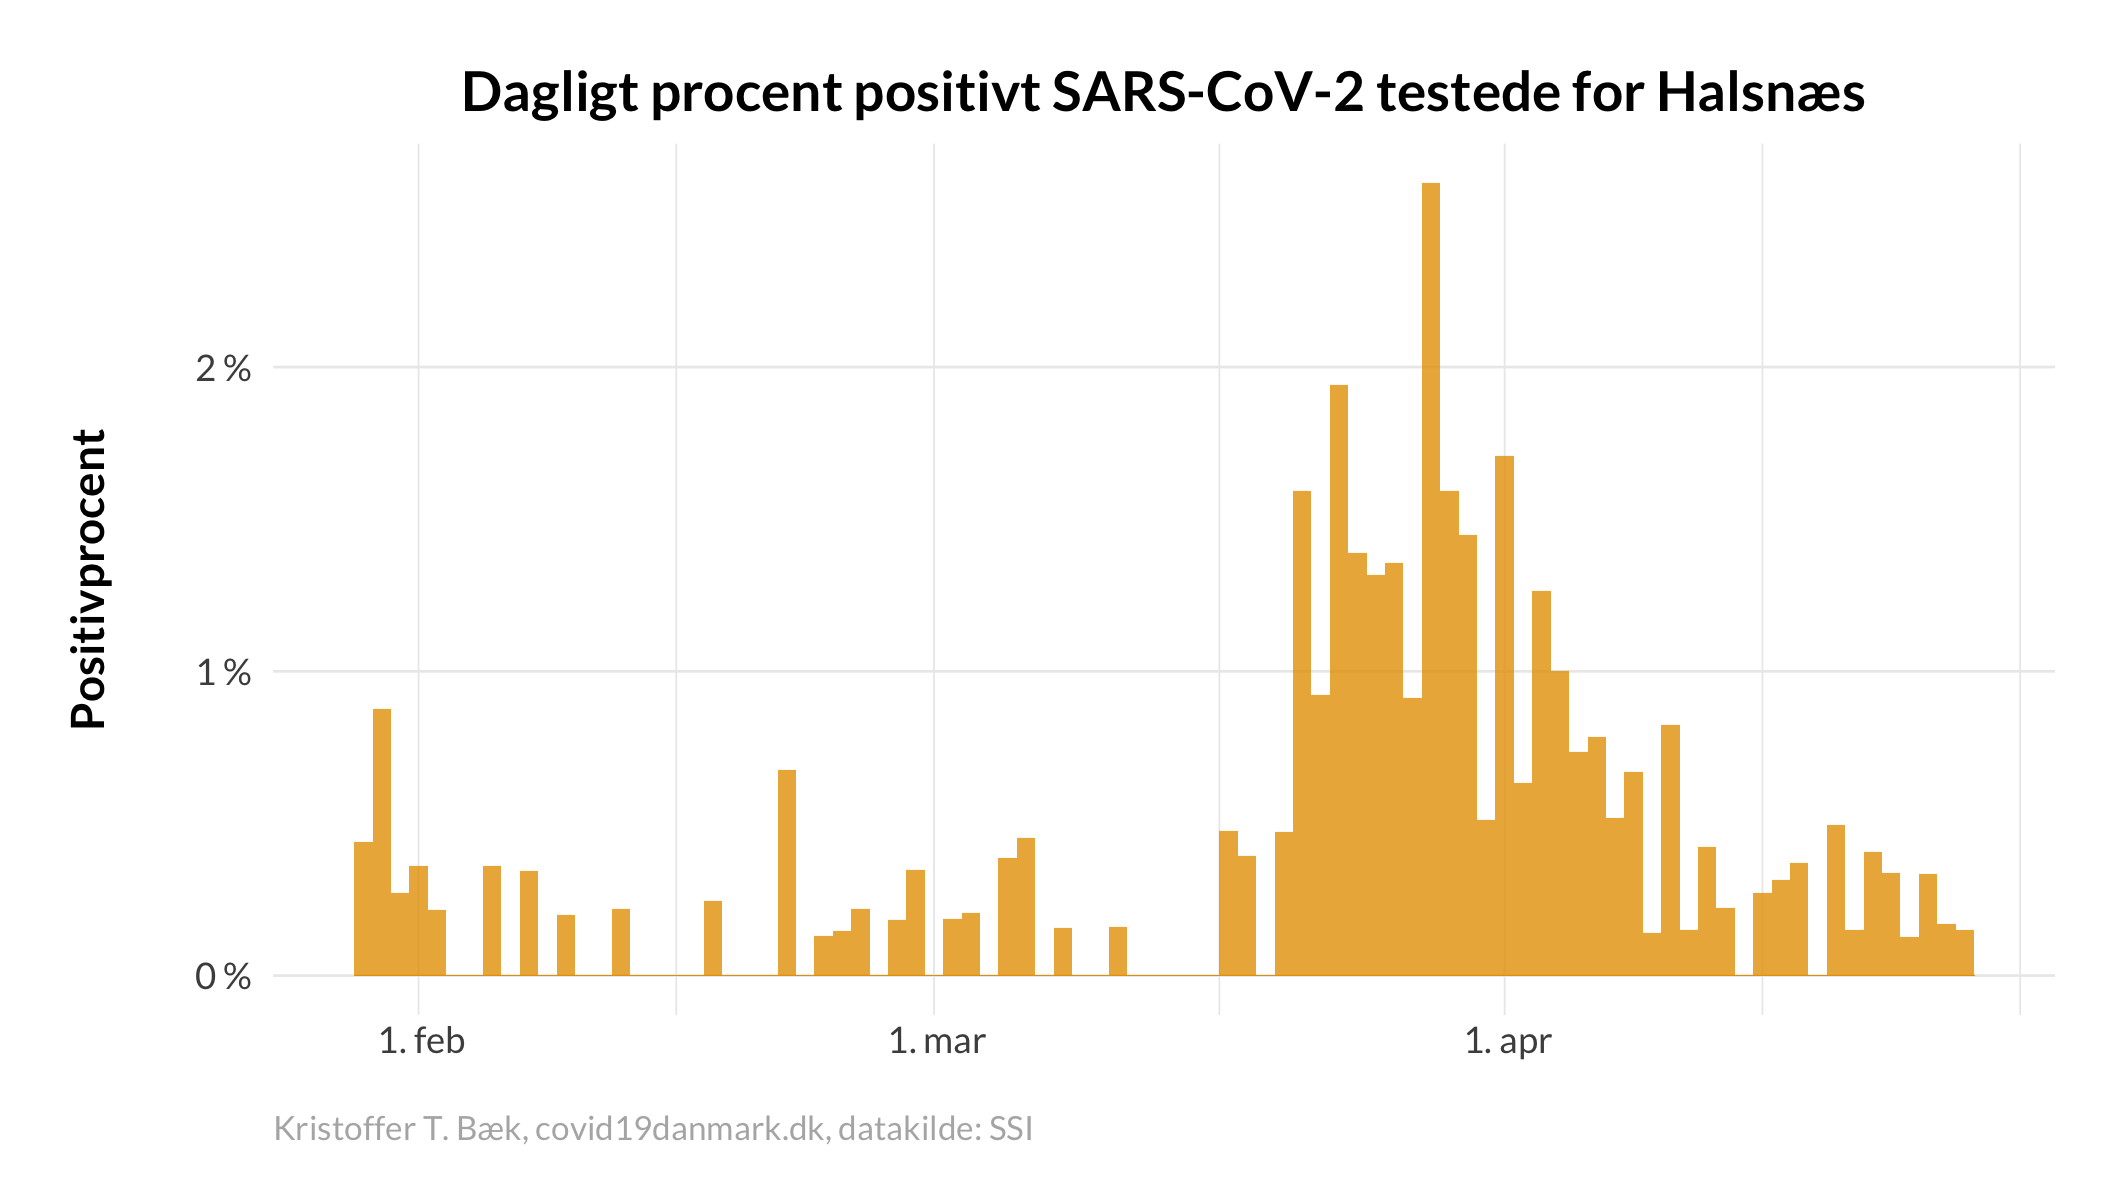 Dagligt procent positivt SARS-CoV-2 testede for Halsnæs
Positivprocent
2 %
1 %
0 %
1. feb
1. mar
1. apr
Kristoffer T. Bæk, covid19danmark.dk, datakilde: SSI